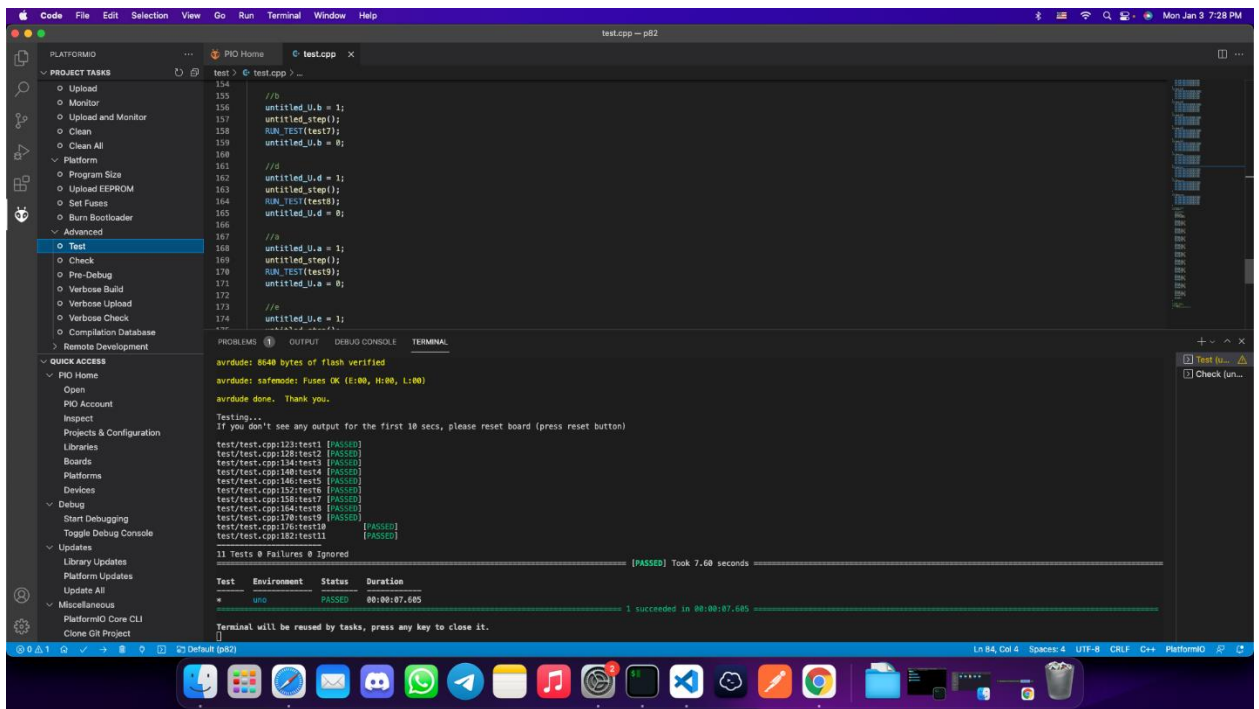 Code File Edit Selection View Go Run Terminal Window Help Mon Jan 3 7:28 PM
test.cpp — p82
PLATFORMIO ...
PIO Home
test.cpp ×
PROJECT TASKS
test > test.cpp > ...
Upload
Monitor
Upload and Monitor
Clean
Clean All
Platform
Program Size
Upload EEPROM
Set Fuses
Burn Bootloader
Advanced
Test
Check
Pre-Debug
Verbose Build
Verbose Upload
Verbose Check
Compilation Database
Remote Development
QUICK ACCESS
PIO Home
Open
PIO Account
Inspect
Projects & Configuration
Libraries
Boards
Platforms
Devices
Debug
Start Debugging
Toggle Debug Console
Updates
Library Updates
Platform Updates
Update All
Miscellaneous
PlatformIO Core CLI
Clone Git Project
154
155 //b
156 untitled_U.b = 1;
157 untitled_step();
158 RUN_TEST(test7);
159 untitled_U.b = 0;
160
161 //d
162 untitled_U.d = 1;
163 untitled_step();
164 RUN_TEST(test8);
165 untitled_U.d = 0;
166
167 //a
168 untitled_U.a = 1;
169 untitled_step();
170 RUN_TEST(test9);
171 untitled_U.a = 0;
172
173 //e
174 untitled_U.e = 1;
PROBLEMS 1 OUTPUT DEBUG CONSOLE TERMINAL
Test (u...
Check (un...
avrdude: 8640 bytes of flash verified
avrdude: safemode: Fuses OK (E:00, H:00, L:00)
avrdude done. Thank you.
Testing...
If you don't see any output for the first 10 secs, please reset board (press reset button)
test/test.cpp:123:test1 [PASSED]
test/test.cpp:128:test2 [PASSED]
test/test.cpp:134:test3 [PASSED]
test/test.cpp:140:test4 [PASSED]
test/test.cpp:146:test5 [PASSED]
test/test.cpp:152:test6 [PASSED]
test/test.cpp:158:test7 [PASSED]
test/test.cpp:164:test8 [PASSED]
test/test.cpp:170:test9 [PASSED]
test/test.cpp:176:test10 [PASSED]
test/test.cpp:182:test11 [PASSED]
11 Tests 0 Failures 0 Ignored
[PASSED] Took 7.60 seconds
Test Environment Status Duration
* uno PASSED 00:00:07.605
1 succeeded in 00:00:07.605
Terminal will be reused by tasks, press any key to close it.
0 1 Default (p82) Ln 84, Col 4 Spaces: 4 UTF-8 CRLF C++ PlatformIO
2